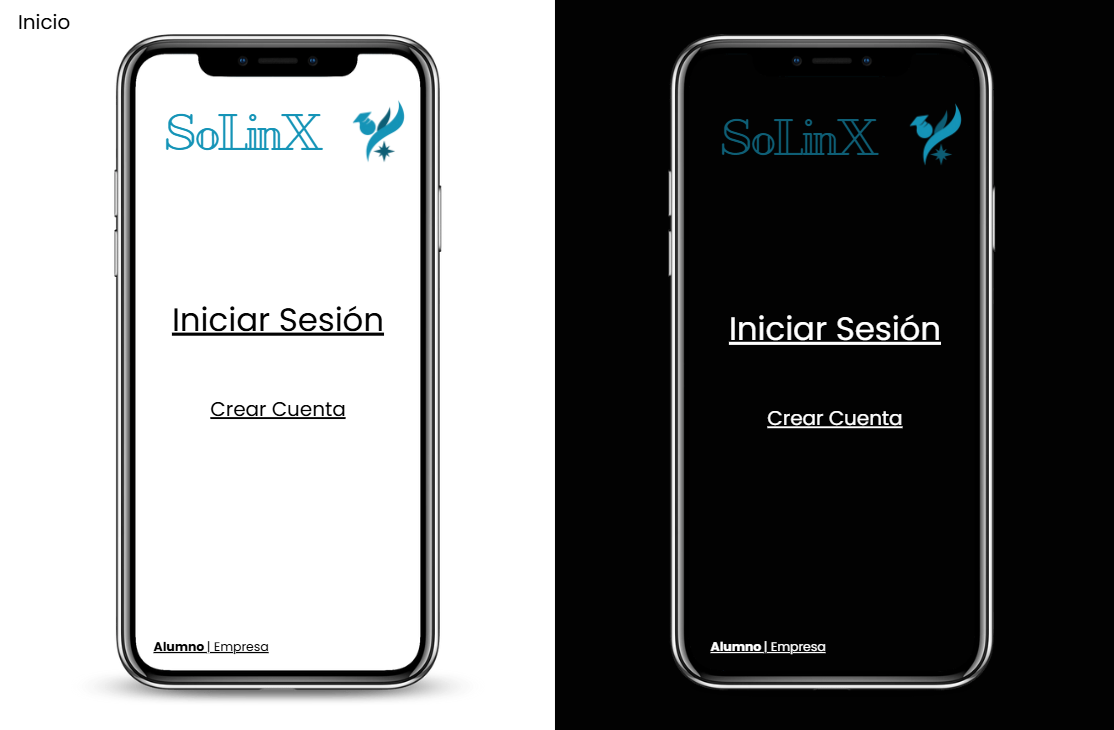 Inicio
SoLinX
Iniciar Sesión
Crear Cuenta
Alumno | Empresa
SoLinX
Iniciar Sesión
Crear Cuenta
Alumno | Empresa